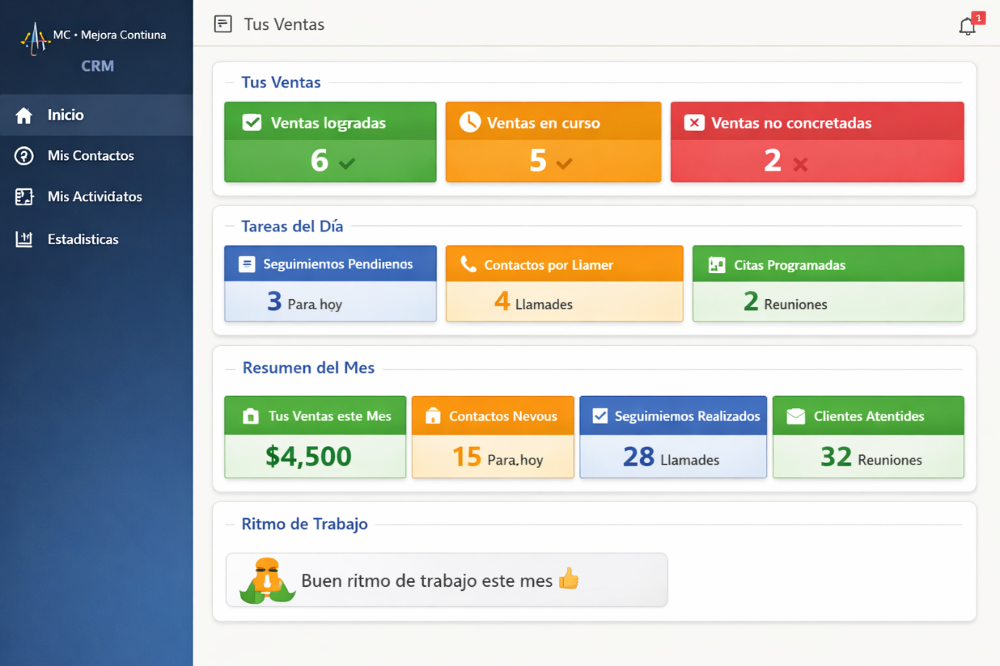 MC • Mejora Contiuna
CRM
Inicio
Mis Contactos
Mis Actividatos
Estadisticas
Tus Ventas
1
Tus Ventas
Ventas logradas
6
Ventas en curso
5
Ventas no concretadas
2
Tareas del Día
Seguimientos Pendirenos
3 Para hoy
Contactos por Liamer
4 Llamades
Citas Programadas
2 Reuniones
Resumen del Mes
Tus Ventas este Mes
$4,500
Contactos Nevous
15 Para,hoy
Seguimiemos Realizados
28 Llamades
Clientes Atentides
32 Reuniones
Ritmo de Trabajo
Buen ritmo de trabajo este mes